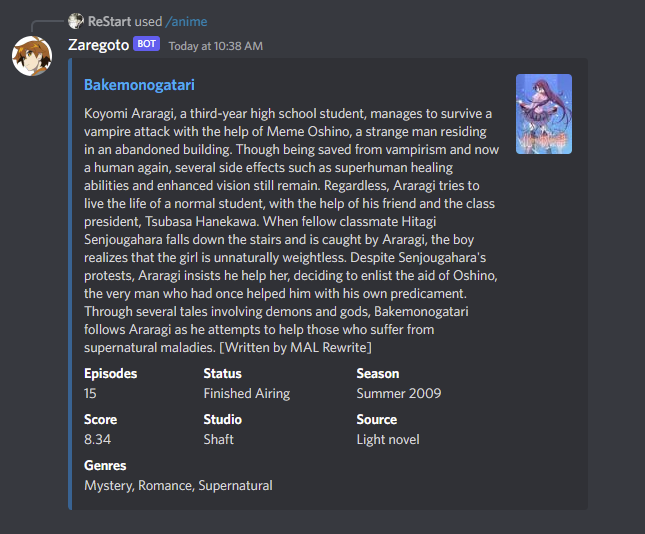 ReStart used /anime
Zaregoto BOT Today at 10:38 AM
Bakemonogatari
Koyomi Araragi, a third-year high school student, manages to survive a
vampire attack with the help of Meme Oshino, a strange man residing
in an abandoned building. Though being saved from vampirism and now
a human again, several side effects such as superhuman healing
abilities and enhanced vision still remain. Regardless, Araragi tries to
live the life of a normal student, with the help of his friend and the class
president, Tsubasa Hanekawa. When fellow classmate Hitagi
Senjougahara falls down the stairs and is caught by Araragi, the boy
realizes that the girl is unnaturally weightless. Despite Senjougahara's
protests, Araragi insists he help her, deciding to enlist the aid of Oshino,
the very man who had once helped him with his own predicament.
Through several tales involving demons and gods, Bakemonogatari
follows Araragi as he attempts to help those who suffer from
supernatural maladies. [Written by MAL Rewrite]
Episodes Status Season
15 Finished Airing Summer 2009
Score Studio Source
8.34 Shaft Light novel
Genres
Mystery, Romance, Supernatural